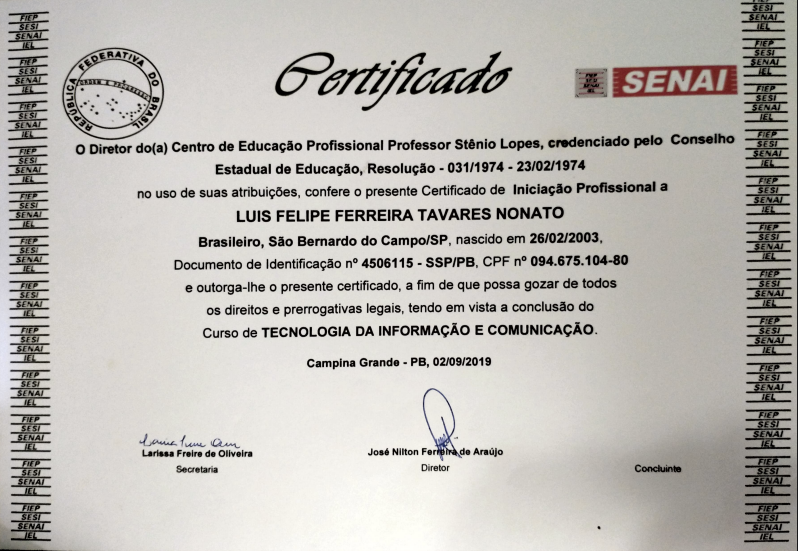 Certificado
REPÚBLICA FEDERATIVA DO BRASIL
ORDEM E PROGRESSO
FIEP
SESI
SENAI
IEL
SENAI
O Diretor do(a) Centro de Educação Profissional Professor Stênio Lopes, credenciado pelo Conselho
Estadual de Educação, Resolução - 031/1974 - 23/02/1974
no uso de suas atribuições, confere o presente Certificado de Iniciação Profissional a
LUIS FELIPE FERREIRA TAVARES NONATO
Brasileiro, São Bernardo do Campo/SP, nascido em 26/02/2003,
Documento de Identificação nº 4506115 - SSP/PB, CPF nº 094.675.104-80
e outorga-lhe o presente certificado, a fim de que possa gozar de todos
os direitos e prerrogativas legais, tendo em vista a conclusão do
Curso de TECNOLOGIA DA INFORMAÇÃO E COMUNICAÇÃO.
Campina Grande - PB, 02/09/2019
Larissa Freire de Oliveira
Secretaria
José Nilton Ferreira de Araújo
Diretor
Concluinte